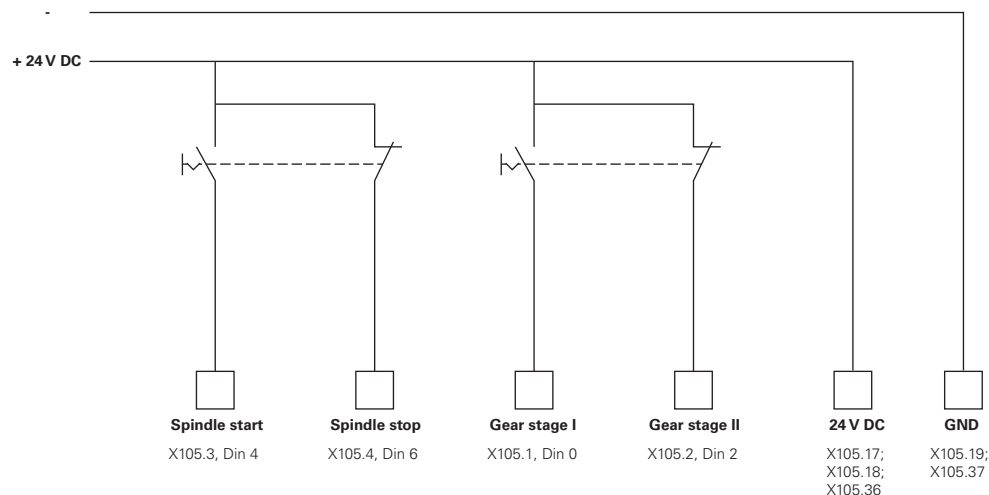 -
+ 24 V DC
Spindle start
Spindle stop
Gear stage I
Gear stage II
24 V DC
GND
X105.3, Din 4
X105.4, Din 6
X105.1, Din 0
X105.2, Din 2
X105.17;
X105.18;
X105.36
X105.19;
X105.37